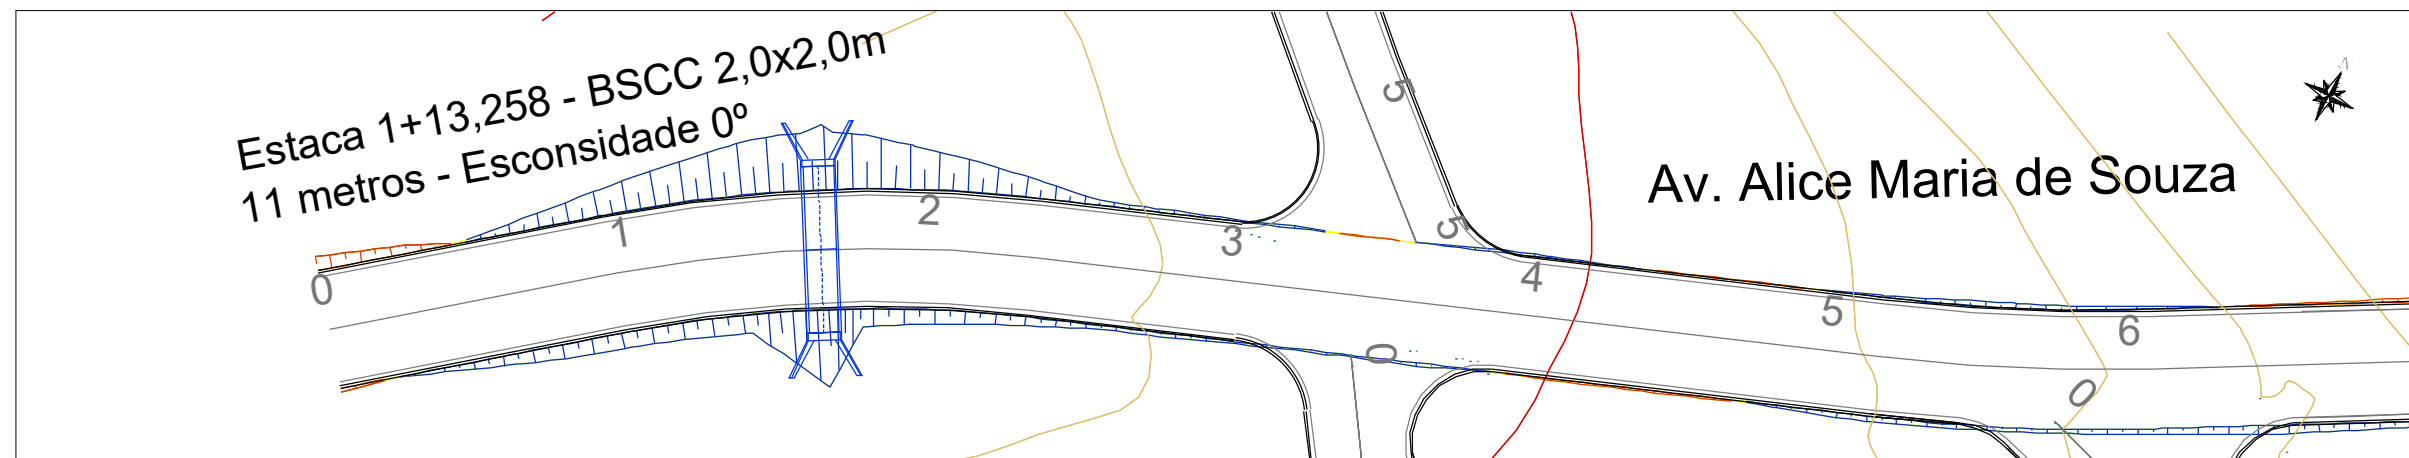 Estaca 1+13,258 - BSCC 2,0x2,0m
11 metros - Esconsidade 0º
Av. Alice Maria de Souza
N
5
5
0
1
2
3
4
5
6
0
0